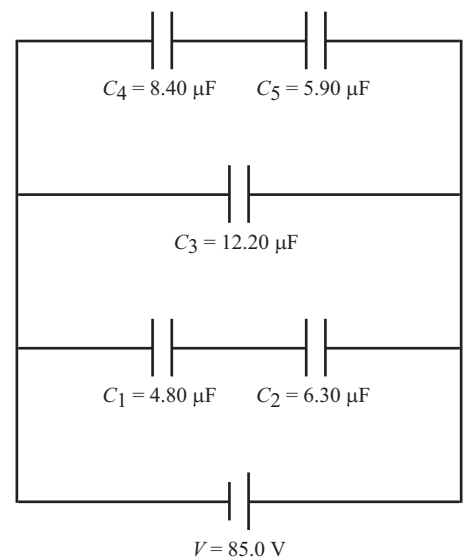 C4 = 8.40 μF C5 = 5.90 μF
C3 = 12.20 μF
C1 = 4.80 μF C2 = 6.30 μF
V = 85.0 V